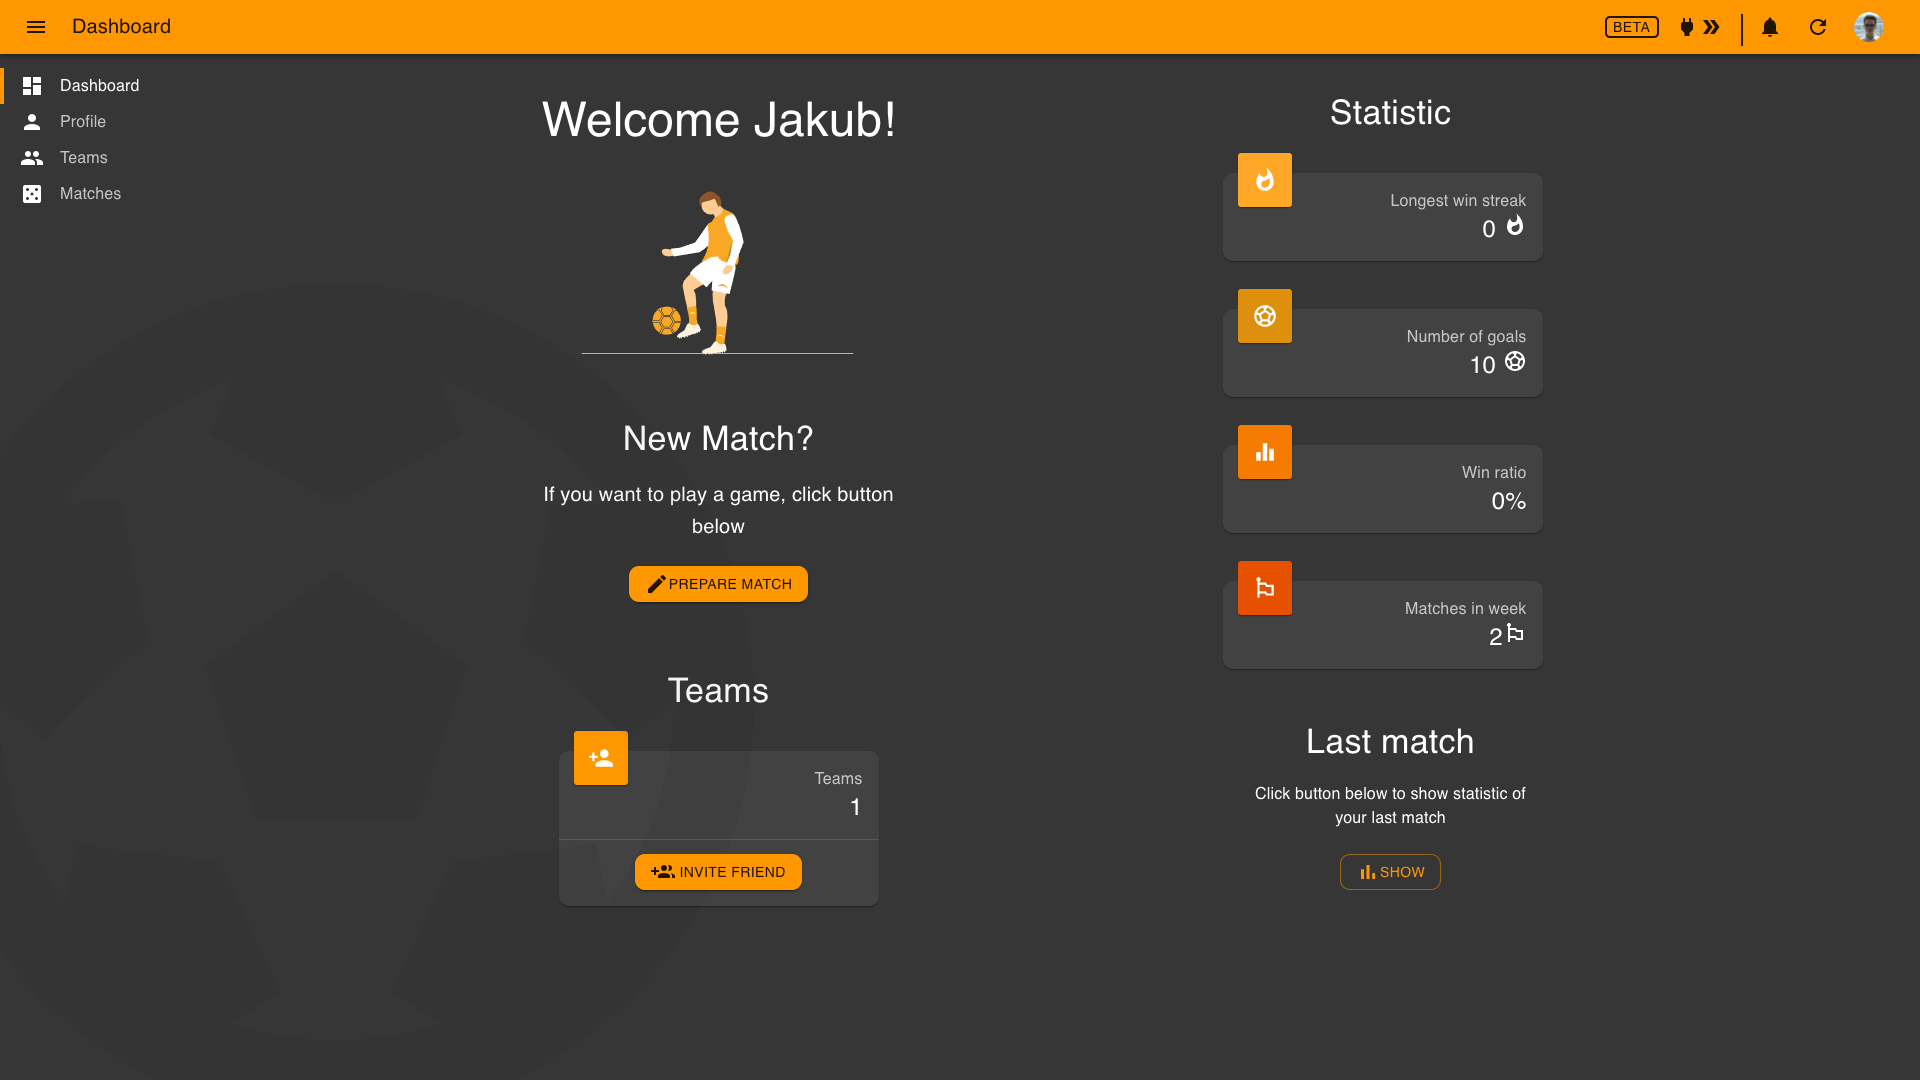 Dashboard
BETA
Dashboard
Profile
Teams
Matches
Welcome Jakub!
New Match?
If you want to play a game, click button
below
PREPARE MATCH
Teams
Teams
1
INVITE FRIEND
Statistic
Longest win streak
0
Number of goals
10
Win ratio
0%
Matches in week
2
Last match
Click button below to show statistic of
your last match
SHOW